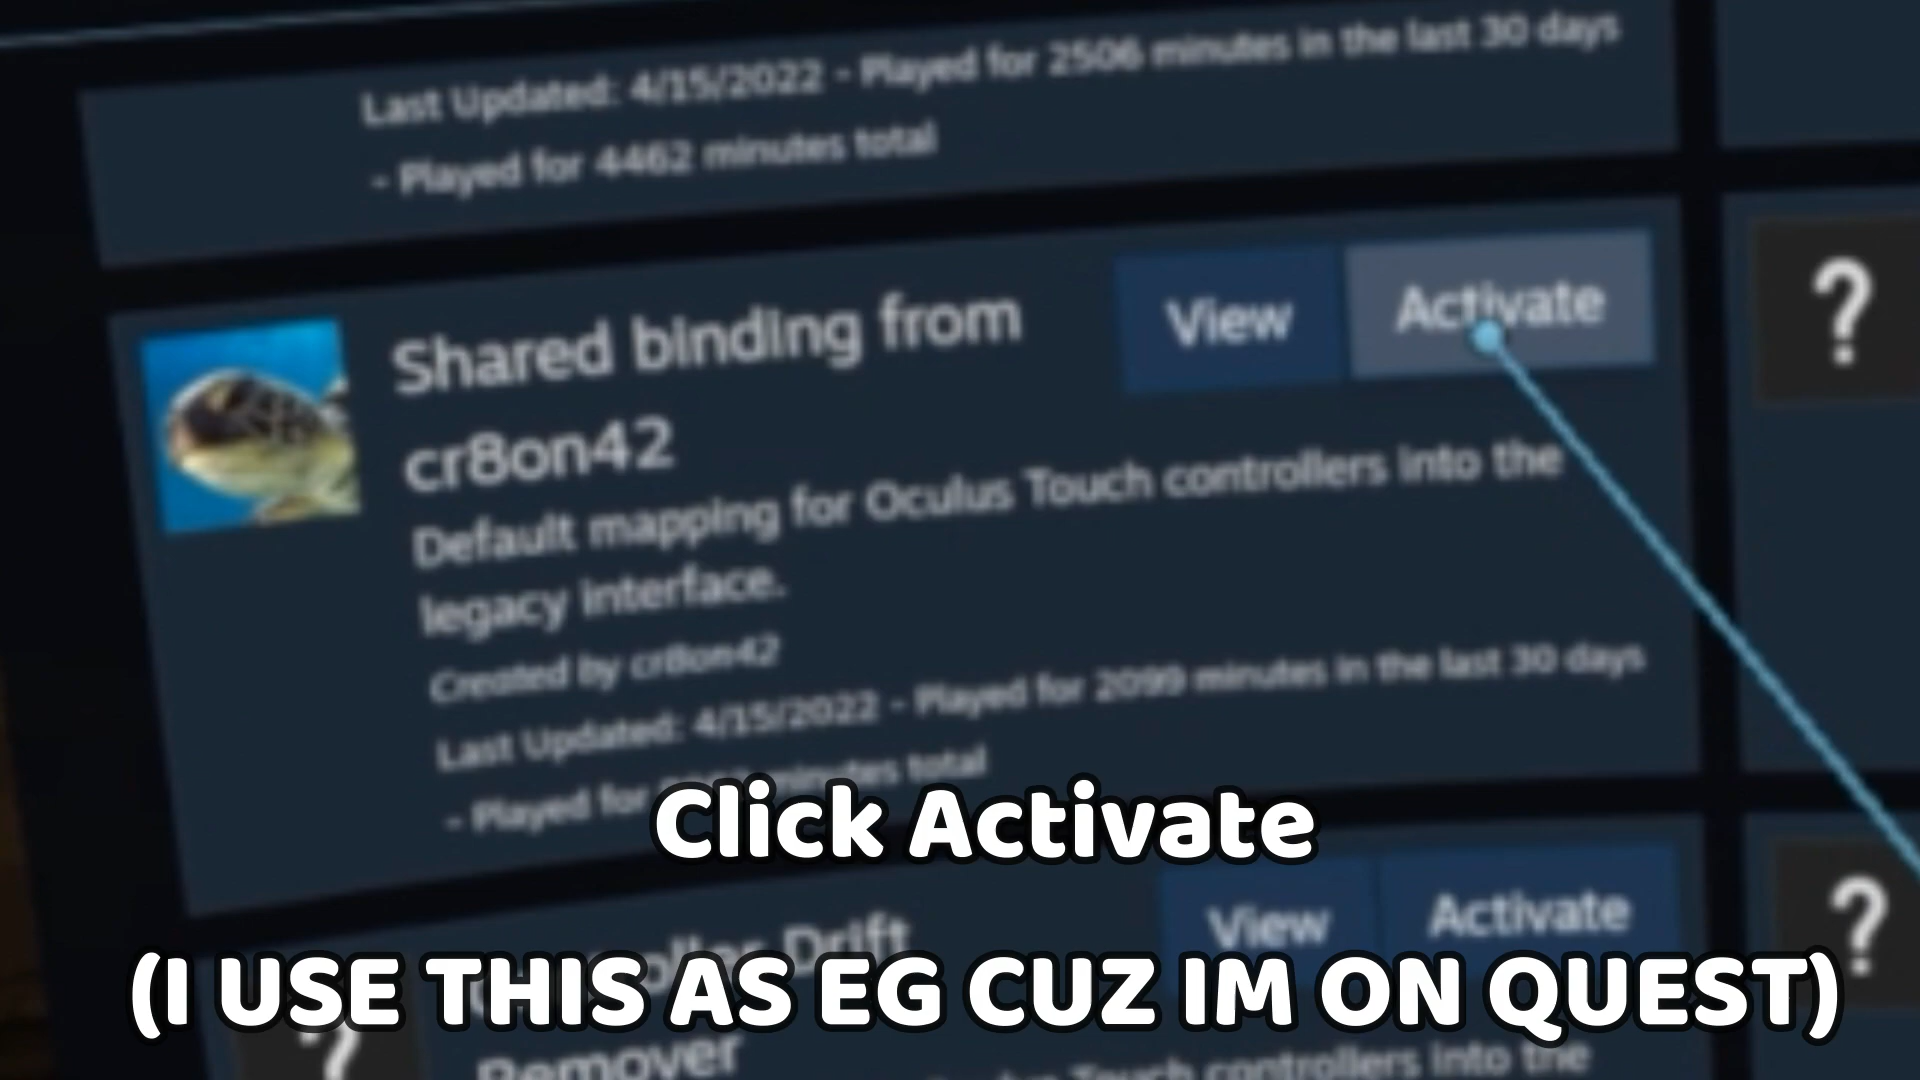 Last Updated: 4/15/2022 - Played for 2506 minutes in the last 30 days
- Played for 4462 minutes total
Shared binding from
cr8on42
View
Activate
?
Default mapping for Oculus Touch controllers into the
legacy interface.
Created by cr8on42
Last Updated: 4/15/2022 - Played for 2099 minutes in the last 30 days
- Played for minutes total
Click Activate
Drift
View
Activate
?
(I USE THIS AS EG CUZ IM ON QUEST)
?
Remover
Touch controllers into the